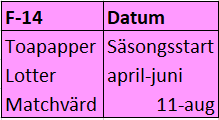 F-14 Datum
Toapapper Säsongsstart
Lotter april-juni
Matchvärd 11-aug